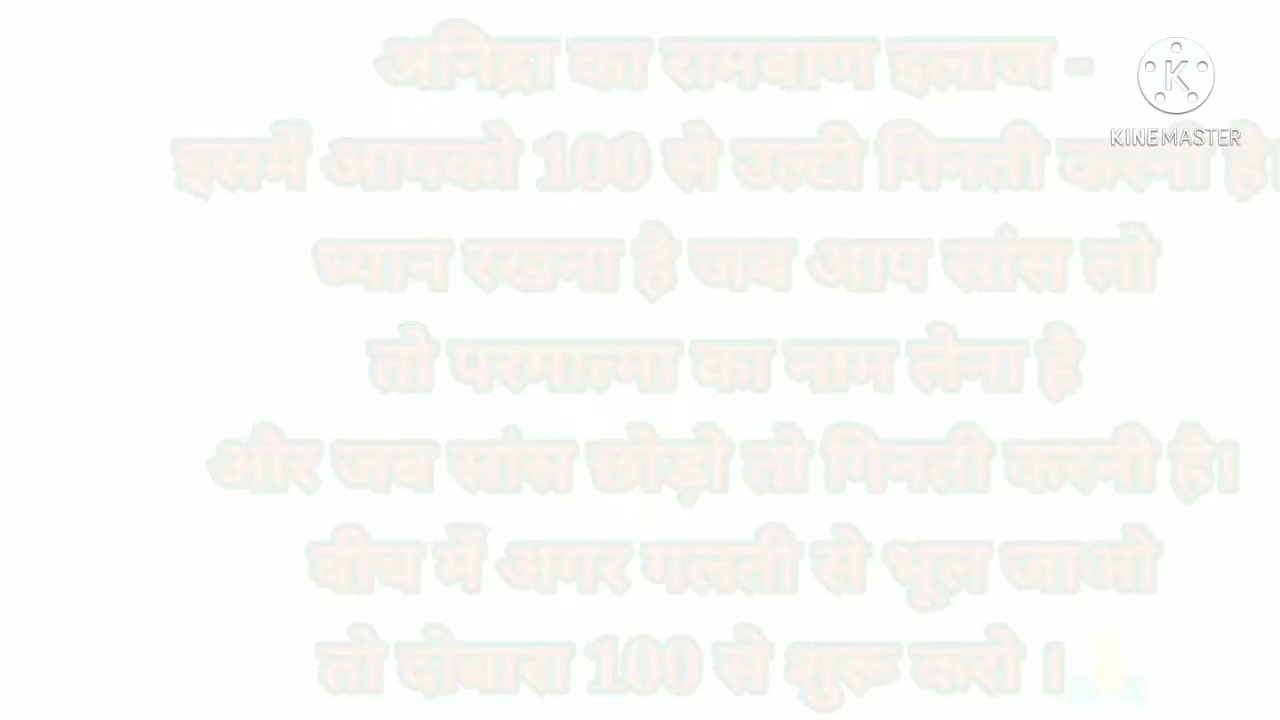 अनिद्रा का रामबाण इलाज -
इसमें आपको 100 से उल्टी गिनती करनी है।
ध्यान रखना है जब आप सांस लो
तो परमात्मा का नाम लेना है
और जब सांस छोड़ो तो गिनती करनी है।
बीच में अगर गलती से भूल जाओ
तो दोबारा 100 से शुरू करो । 🙏
KINEMASTER